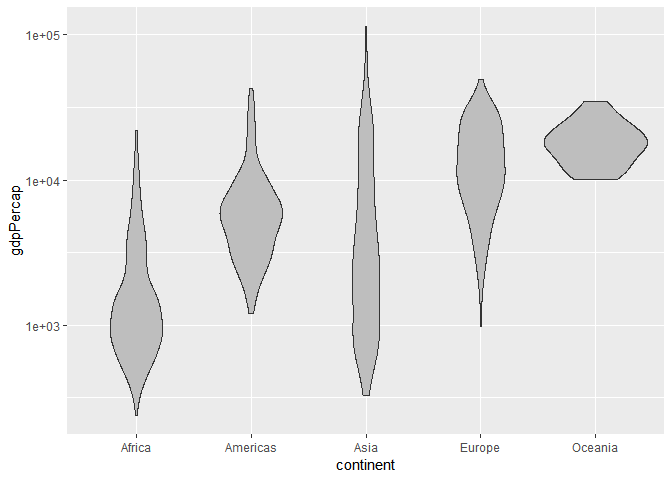 1e+05
1e+04
1e+03
gdpPercap
Africa Americas Asia Europe Oceania
continent